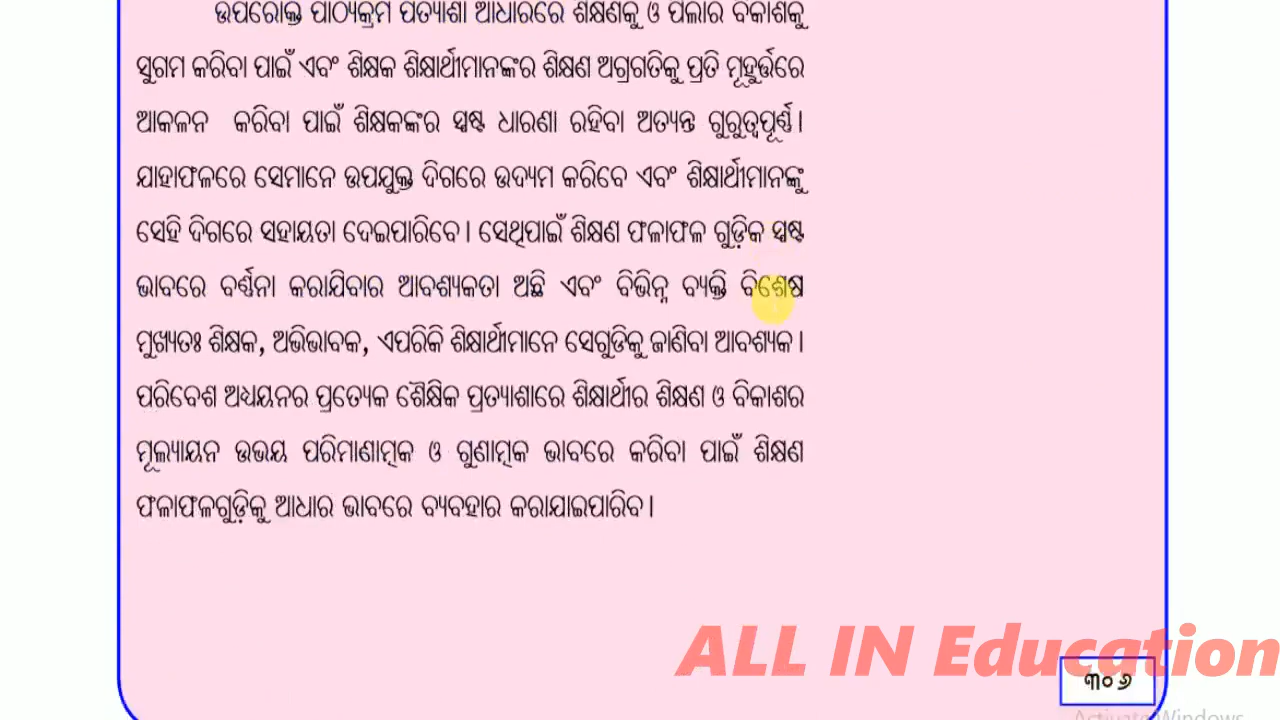 ଉପରୋକ୍ତ ପାଠ୍ୟକ୍ରମ ପତ୍ୟାଶା ଆଧାରରେ ଶିକ୍ଷଣକୁ ଓ ପିଲାର ବିକାଶକୁ
ସୁଗମ କରିବା ପାଇଁ ଏବଂ ଶିକ୍ଷକ ଶିକ୍ଷାର୍ଥୀମାନଙ୍କର ଶିକ୍ଷଣ ଅଗ୍ରଗତିକୁ ପ୍ରତି ମୂହୁର୍ତ୍ତରେ
ଆକଳନ କରିବା ପାଇଁ ଶିକ୍ଷକଙ୍କର ସ୍ପଷ୍ଟ ଧାରଣା ରହିବା ଅତ୍ୟନ୍ତ ଗୁରୁତ୍ୱପୂର୍ଣ୍ଣ।
ଯାହାଫଳରେ ସେମାନେ ଉପଯୁକ୍ତ ଦିଗରେ ଉଦ୍ୟମ କରିବେ ଏବଂ ଶିକ୍ଷାର୍ଥୀମାନଙ୍କୁ
ସେହି ଦିଗରେ ସହାୟତା ଦେଇପାରିବେ। ସେଥିପାଇଁ ଶିକ୍ଷଣ ଫଳାଫଳ ଗୁଡ଼ିକ ସ୍ପଷ୍ଟ
ଭାବରେ ବର୍ଣ୍ଣନା କରାଯିବାର ଆବଶ୍ୟକତା ଅଛି ଏବଂ ବିଭିନ୍ନ ବ୍ୟକ୍ତି ବିଶେଷ
ମୁଖ୍ୟତଃ ଶିକ୍ଷକ, ଅଭିଭାବକ, ଏପରିକି ଶିକ୍ଷାର୍ଥୀମାନେ ସେଗୁଡିକୁ ଜାଣିବା ଆବଶ୍ୟକ।
ପରିବେଶ ଅଧ୍ୟୟନର ପ୍ରତ୍ୟେକ ଶୈକ୍ଷିକ ପ୍ରତ୍ୟାଶାରେ ଶିକ୍ଷାର୍ଥୀର ଶିକ୍ଷଣ ଓ ବିକାଶର
ମୂଲ୍ୟାୟନ ଉଭୟ ପରିମାଣାତ୍ମକ ଓ ଗୁଣାତ୍ମକ ଭାବରେ କରିବା ପାଇଁ ଶିକ୍ଷଣ
ଫଳାଫଳଗୁଡ଼ିକୁ ଆଧାର ଭାବରେ ବ୍ୟବହାର କରାଯାଇପାରିବ।
ALL IN Education
୩୦୬
Activate Windows